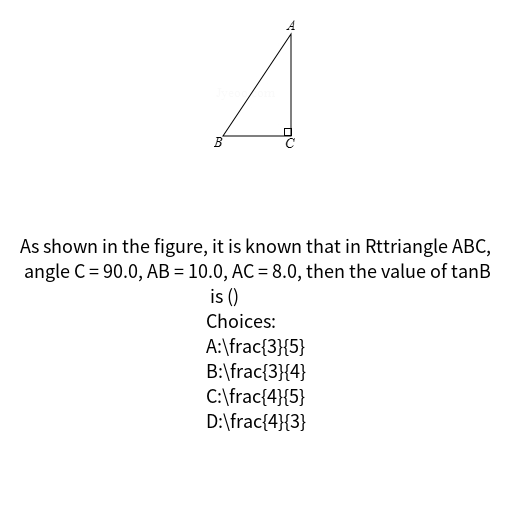 A
B
C
As shown in the figure, it is known that in Rttriangle ABC,
angle C = 90.0, AB = 10.0, AC = 8.0, then the value of tanB
is ()
Choices:
A:\frac{3}{5}
B:\frac{3}{4}
C:\frac{4}{5}
D:\frac{4}{3}